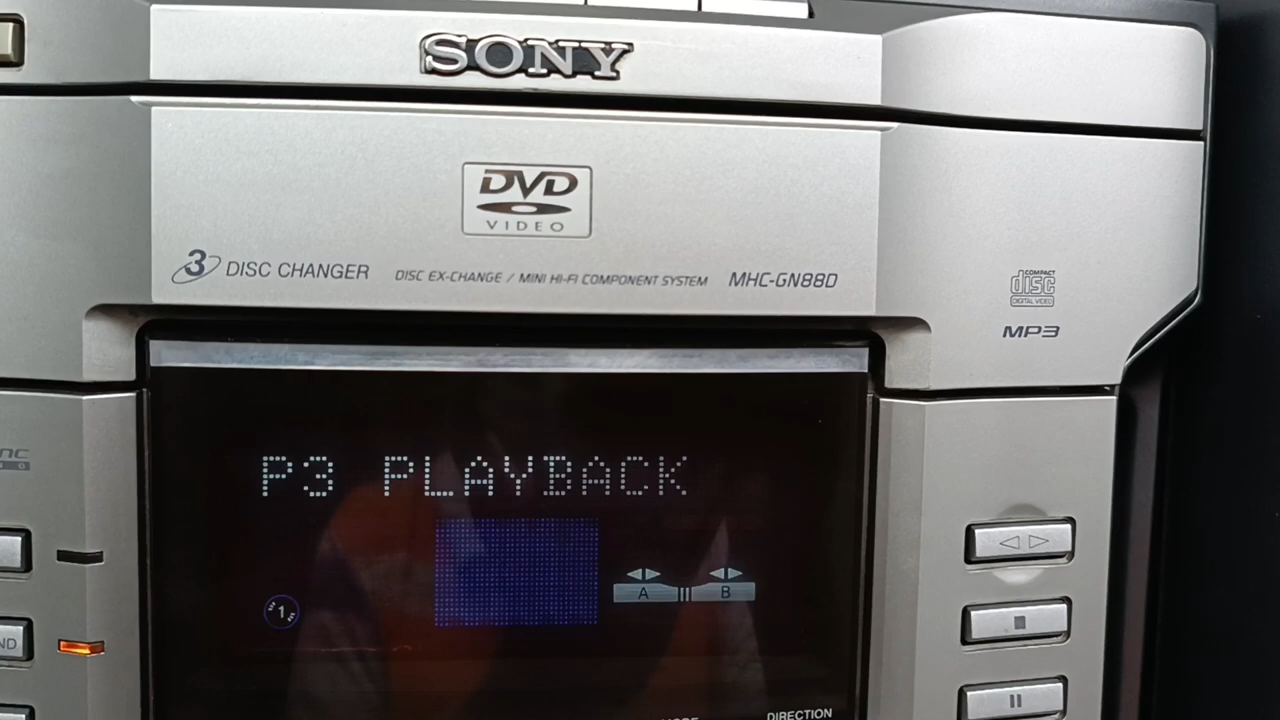 SONY
DVD
VIDEO
3 DISC CHANGER
DISC EX-CHANGE / MINI HI-FI COMPONENT SYSTEM
MHC-GN88D
COMPACT
disc
DIGITAL VIDEO
MP3
P3 PLAYBACK
1
A
B
DIRECTION